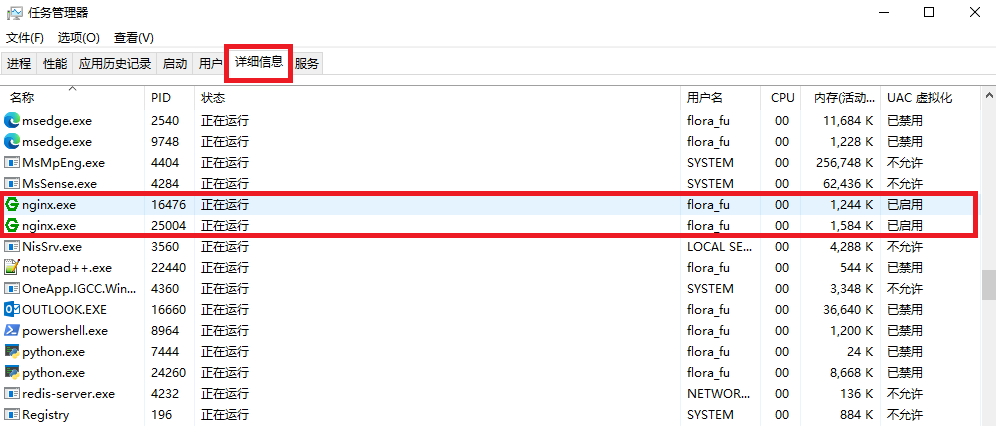 任务管理器
文件(F) 选项(O) 查看(V)
进程 性能 应用历史记录 启动 用户 详细信息 服务
名称 PID 状态 用户名 CPU 内存(活动... UAC 虚拟化
msedge.exe 2540 正在运行 flora_fu 00 11,684 K 已禁用
msedge.exe 9748 正在运行 flora_fu 00 1,228 K 已禁用
MsMpEng.exe 4404 正在运行 SYSTEM 00 256,748 K 不允许
MsSense.exe 4284 正在运行 SYSTEM 00 62,436 K 不允许
nginx.exe 16476 正在运行 flora_fu 00 1,244 K 已启用
nginx.exe 25004 正在运行 flora_fu 00 1,584 K 已启用
NisSrv.exe 3560 正在运行 LOCAL SE... 00 4,288 K 不允许
notepad++.exe 22440 正在运行 flora_fu 00 544 K 已禁用
OneApp.IGCC.Win... 4360 正在运行 SYSTEM 00 3,348 K 不允许
OUTLOOK.EXE 16660 正在运行 flora_fu 00 36,640 K 已禁用
powershell.exe 8964 正在运行 flora_fu 00 1,200 K 已禁用
python.exe 7444 正在运行 flora_fu 00 24 K 已禁用
python.exe 24260 正在运行 flora_fu 00 8,668 K 已禁用
redis-server.exe 4232 正在运行 NETWOR... 00 136 K 不允许
Registry 196 正在运行 SYSTEM 00 884 K 不允许